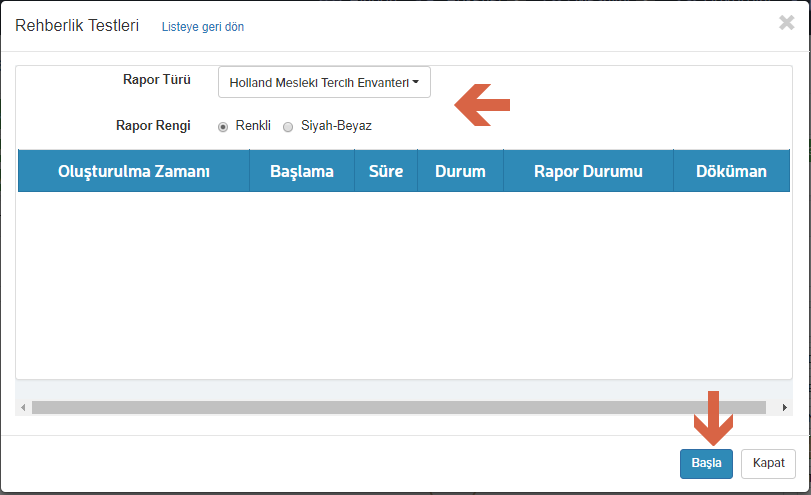 Rehberlik Testleri Listeye geri dön
Rapor Türü Holland Mesleki Tercih Envanteri
Rapor Rengi Renkli Siyah-Beyaz
Oluşturulma Zamanı Başlama Süre Durum Rapor Durumu Döküman
Başla Kapat